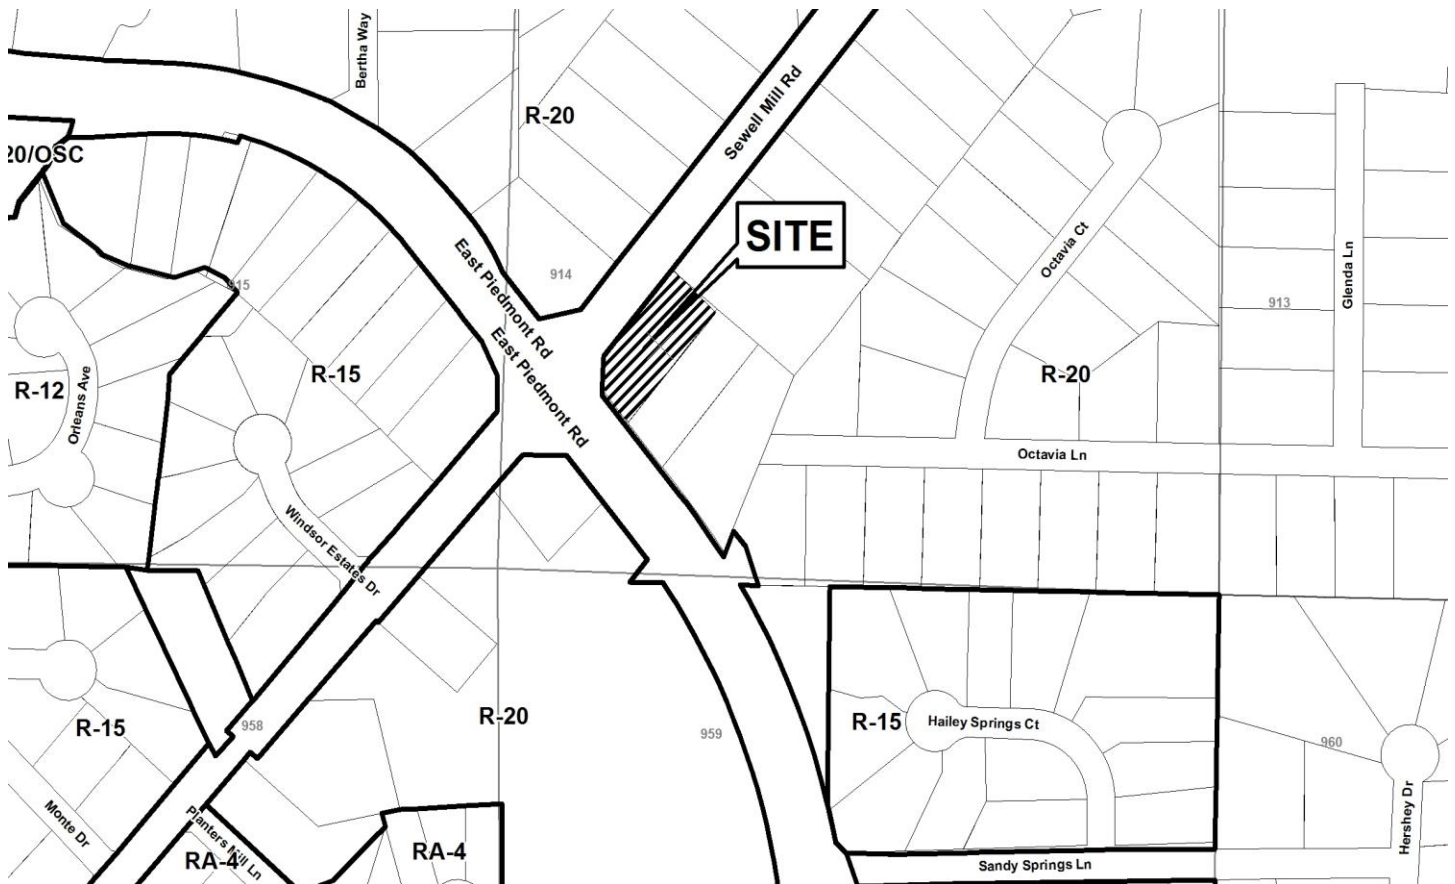 Bertha Way
R-20
Sewell Mill Rd
20/OSC
SITE
Octavia Ct
East Piedmont Rd
914
915
Glenda Ln
913
East Piedmont Rd
R-15
R-20
R-12
Orleans Ave
Octavia Ln
Windsor Estates Dr
R-20
R-15
958
959
R-15
Hailey Springs Ct
960
Monte Dr
Planters Mill Ln
RA-4
RA-4
Hershey Dr
Sandy Springs Ln